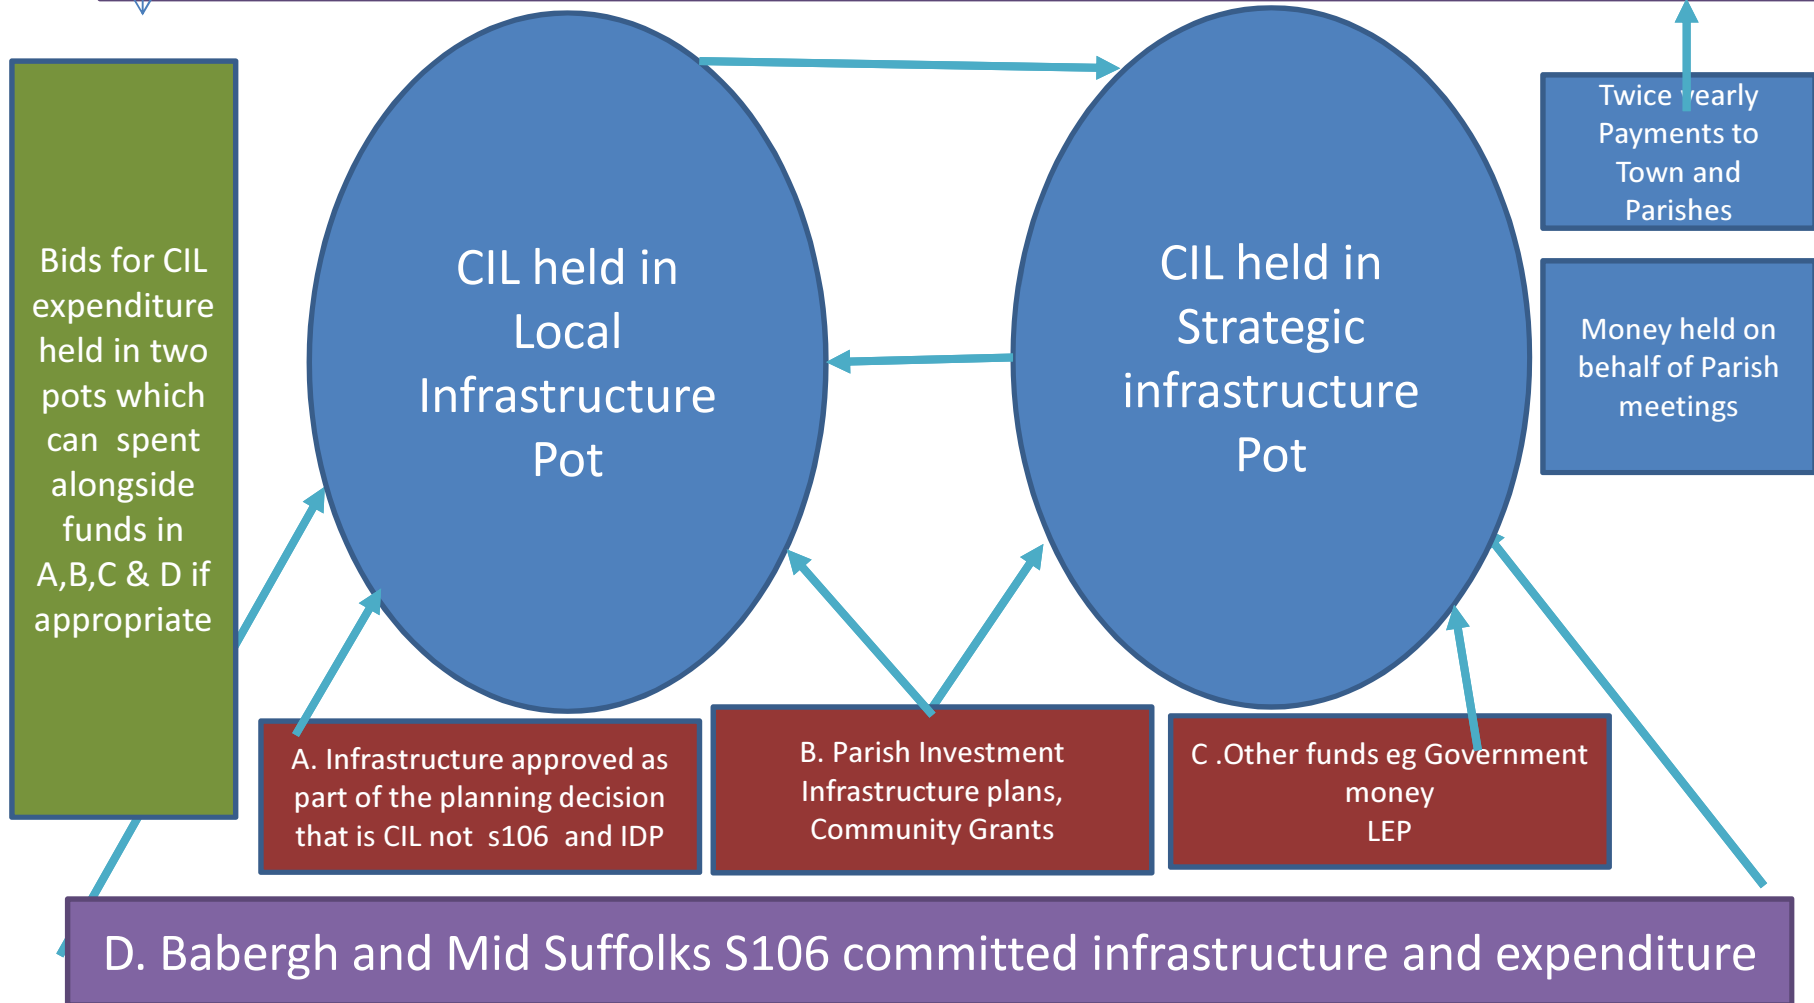 Bids for CIL
expenditure
held in two
pots which
can spent
alongside
funds in
A,B,C & D if
appropriate
CIL held in
Local
Infrastructure
Pot
CIL held in
Strategic
infrastructure
Pot
Twice yearly
Payments to
Town and
Parishes
Money held on
behalf of Parish
meetings
A. Infrastructure approved as
part of the planning decision
that is CIL not s106 and IDP
B. Parish Investment
Infrastructure plans,
Community Grants
C .Other funds eg Government
money
LEP
D. Babergh and Mid Suffolks S106 committed infrastructure and expenditure